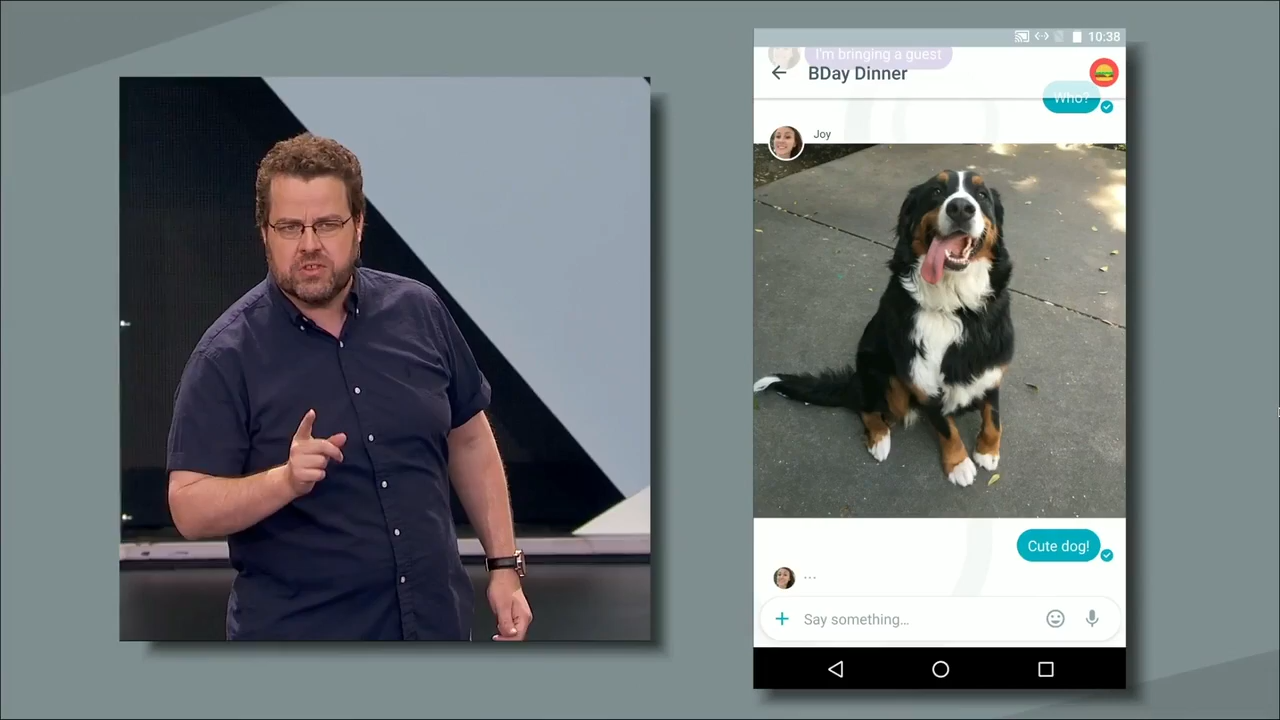 10:38
I'm bringing a guest
BDay Dinner
Who?
Joy
Cute dog!
...
Say something...